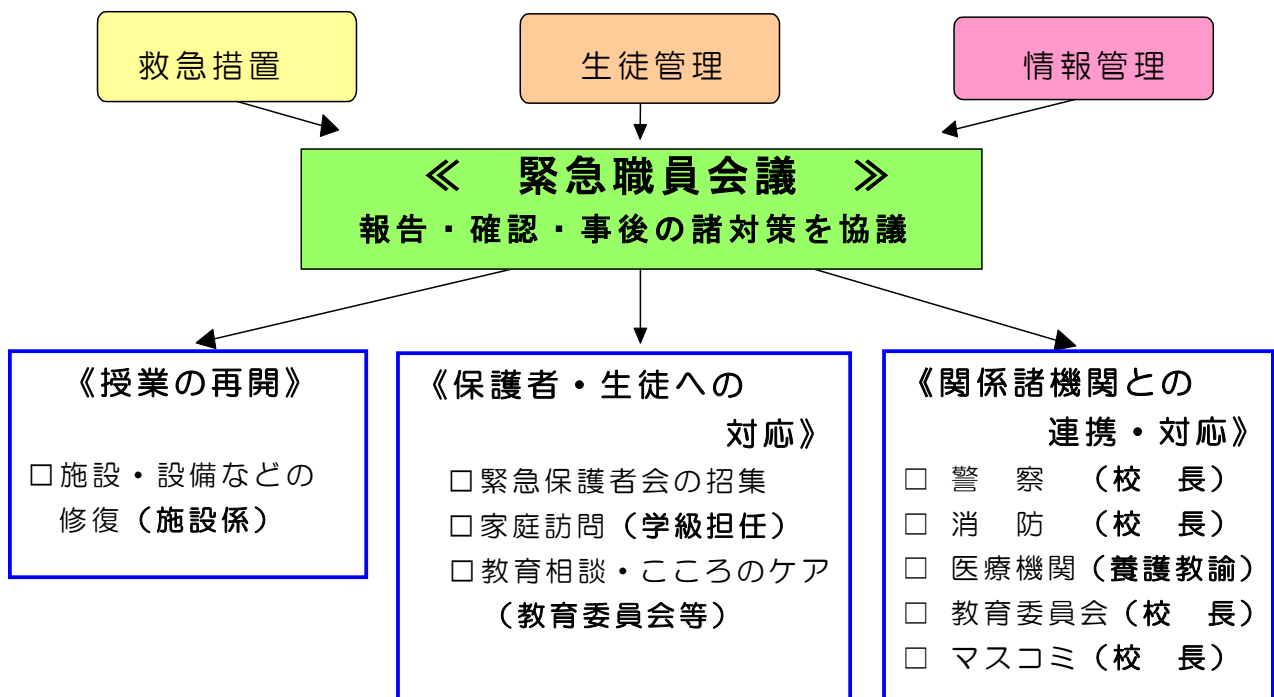 救急措置
生徒管理
情報管理
≪　緊急職員会議　≫
報告・確認・事後の諸対策を協議
《授業の再開》
□施設・設備などの
修復（施設係）
《保護者・生徒への
対応》
□緊急保護者会の招集
□家庭訪問（学級担任）
□教育相談・こころのケア
（教育委員会等）
《関係諸機関との
連携・対応》
□ 警　察　（校　長）
□ 消　防　（校　長）
□ 医療機関（養護教諭）
□ 教育委員会（校　長）
□ マスコミ（校　長）